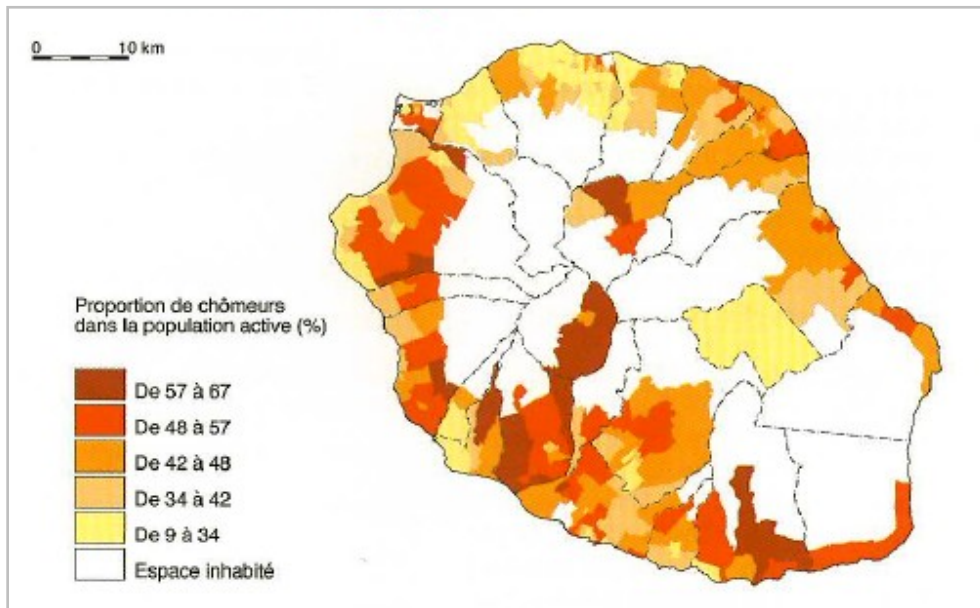 0 10 km
Proportion de chômeurs
dans la population active (%)
De 57 à 67
De 48 à 57
De 42 à 48
De 34 à 42
De 9 à 34
Espace inhabité